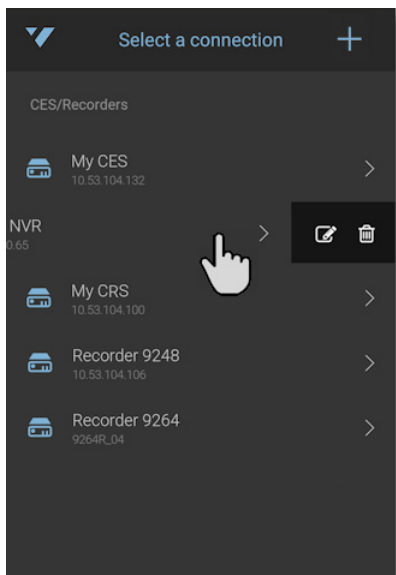 Select a connection
CES/Recorders
My CES
10.53.104.132
NVR
0.65
My CRS
10.53.104.100
Recorder 9248
10.53.104.106
Recorder 9264
9264R_04